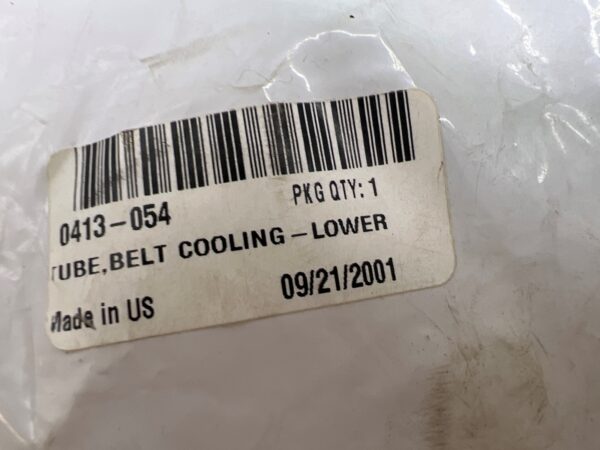 0413-054
PKG QTY: 1
TUBE, BELT COOLING-LOWER
Made in US
09/21/2001